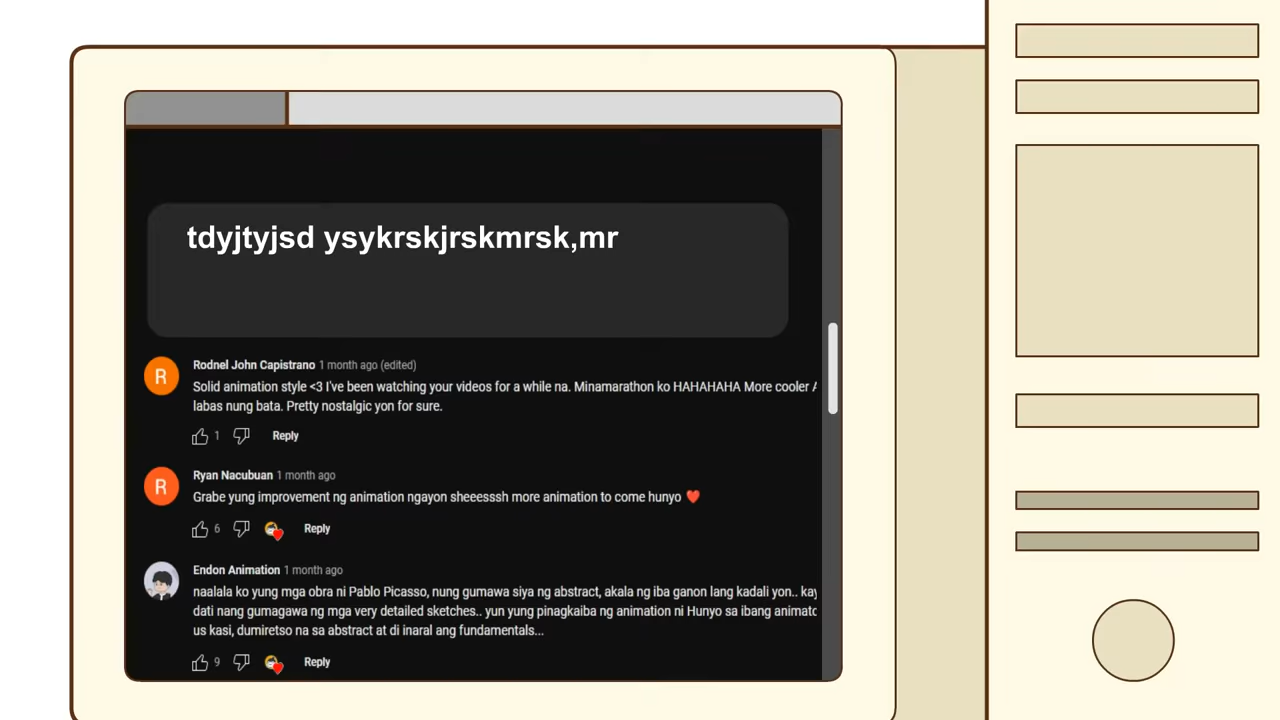 tdyjtyjsd ysykrskjrskmrsk,mr
R
Rodnel John Capistrano 1 month ago (edited)
Solid animation style <3 I've been watching your videos for a while na. Minamarathon ko HAHAHAHA More cooler
labas nung bata. Pretty nostalgic yon for sure.
1 Reply
R
Ryan Nacubuan 1 month ago
Grabe yung improvement ng animation ngayon sheeesssh more animation to come hunyo ❤️
6 Reply
Endon Animation 1 month ago
naalala ko yung mga obra ni Pablo Picasso, nung gumawa siya ng abstract, akala ng iba ganon lang kadali yon..
dati nang gumagawa ng mga very detailed sketches.. yun yung pinagkaiba ng animation ni Hunyo sa ibang
us kasi, dumiretso na sa abstract at di inaral ang fundamentals...
9 Reply